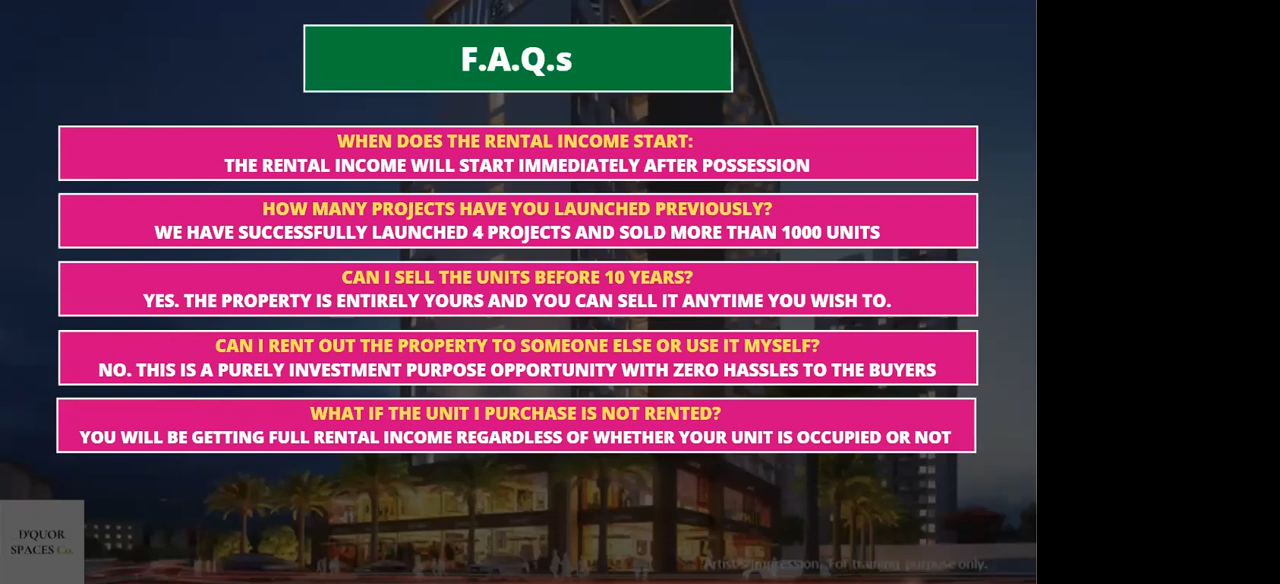 F.A.Q.s
WHEN DOES THE RENTAL INCOME START:
THE RENTAL INCOME WILL START IMMEDIATELY AFTER POSSESSION
HOW MANY PROJECTS HAVE YOU LAUNCHED PREVIOUSLY?
WE HAVE SUCCESSFULLY LAUNCHED 4 PROJECTS AND SOLD MORE THAN 1000 UNITS
CAN I SELL THE UNITS BEFORE 10 YEARS?
YES. THE PROPERTY IS ENTIRELY YOURS AND YOU CAN SELL IT ANYTIME YOU WISH TO.
CAN I RENT OUT THE PROPERTY TO SOMEONE ELSE OR USE IT MYSELF?
NO. THIS IS A PURELY INVESTMENT PURPOSE OPPORTUNITY WITH ZERO HASSLES TO THE BUYERS
WHAT IF THE UNIT I PURCHASE IS NOT RENTED?
YOU WILL BE GETTING FULL RENTAL INCOME REGARDLESS OF WHETHER YOUR UNIT IS OCCUPIED OR NOT
D'QUOR
SPACES Co.
Artist's Impression. For training purpose only.